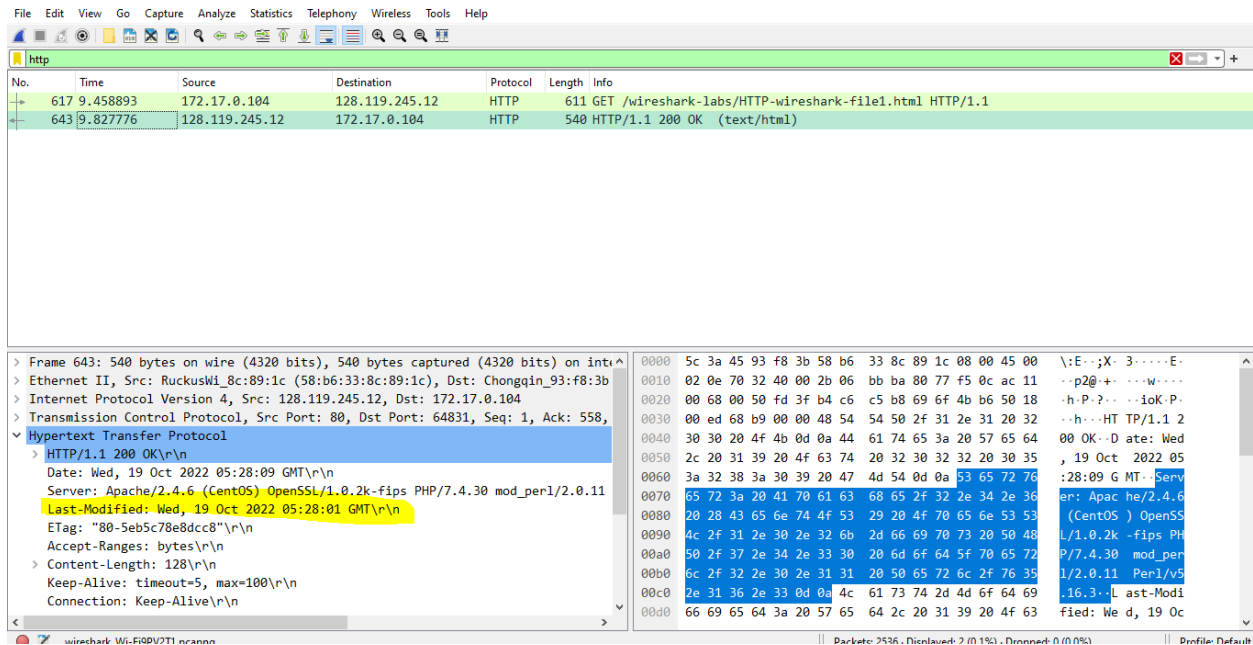 File Edit View Go Capture Analyze Statistics Telephony Wireless Tools Help
http
No. Time Source Destination Protocol Length Info
617 9.458893 172.17.0.104 128.119.245.12 HTTP 611 GET /wireshark-labs/HTTP-wireshark-file1.html HTTP/1.1
643 9.827776 128.119.245.12 172.17.0.104 HTTP 540 HTTP/1.1 200 OK (text/html)
Frame 643: 540 bytes on wire (4320 bits), 540 bytes captured (4320 bits) on inte
Ethernet II, Src: RuckusWi_8c:89:1c (58:b6:33:8c:89:1c), Dst: Chongqin_93:f8:3b
Internet Protocol Version 4, Src: 128.119.245.12, Dst: 172.17.0.104
Transmission Control Protocol, Src Port: 80, Dst Port: 64831, Seq: 1, Ack: 558,
Hypertext Transfer Protocol
HTTP/1.1 200 OK\r\n
Date: Wed, 19 Oct 2022 05:28:09 GMT\r\n
Server: Apache/2.4.6 (CentOS) OpenSSL/1.0.2k-fips PHP/7.4.30 mod_perl/2.0.11
Last-Modified: Wed, 19 Oct 2022 05:28:01 GMT\r\n
ETag: "80-5eb5c78e8dcc8"\r\n
Accept-Ranges: bytes\r\n
Content-Length: 128\r\n
Keep-Alive: timeout=5, max=100\r\n
Connection: Keep-Alive\r\n
0000 5c 3a 45 93 f8 3b 58 b6 33 8c 89 1c 08 00 45 00 \:E··;X· 3·····E·
0010 02 0e 70 32 40 00 2b 06 bb ba 80 77 f5 0c ac 11 ··p2@·+· ···w····
0020 00 68 00 50 fd 3f b4 c6 c5 b8 69 6f 4b b6 50 18 ·h·P·?·· ··ioK·P·
0030 00 ed 68 b9 00 00 48 54 54 50 2f 31 2e 31 20 32 ··h···HT TP/1.1 2
0040 30 30 20 4f 4b 0d 0a 44 61 74 65 3a 20 57 65 64 00 OK··D ate: Wed
0050 2c 20 31 39 20 4f 63 74 20 32 30 32 32 20 30 35 , 19 Oct 2022 05
0060 3a 32 38 3a 30 39 20 47 4d 54 0d 0a 53 65 72 76 :28:09 G MT··Serv
0070 65 72 3a 20 41 70 61 63 68 65 2f 32 2e 34 2e 36 er: Apac he/2.4.6
0080 20 28 43 65 6e 74 4f 53 29 20 4f 70 65 6e 53 53 (CentOS ) OpenSS
0090 4c 2f 31 2e 30 2e 32 6b 2d 66 69 70 73 20 50 48 L/1.0.2k -fips PH
00a0 50 2f 37 2e 34 2e 33 30 20 6d 6f 64 5f 70 65 72 P/7.4.30 mod_per
00b0 6c 2f 32 2e 30 2e 31 31 20 50 65 72 6c 2f 76 35 l/2.0.11 Perl/v5
00c0 2e 31 36 2e 33 0d 0a 4c 61 73 74 2d 4d 6f 64 69 .16.3··L ast-Modi
00d0 66 69 65 64 3a 20 57 65 64 2c 20 31 39 20 4f 63 fied: We d, 19 Oc
wireshark_Wi-Fi9PV2T1.pcapng Packets: 2536 · Displayed: 2 (0.1%) · Dropped: 0 (0.0%) Profile: Default